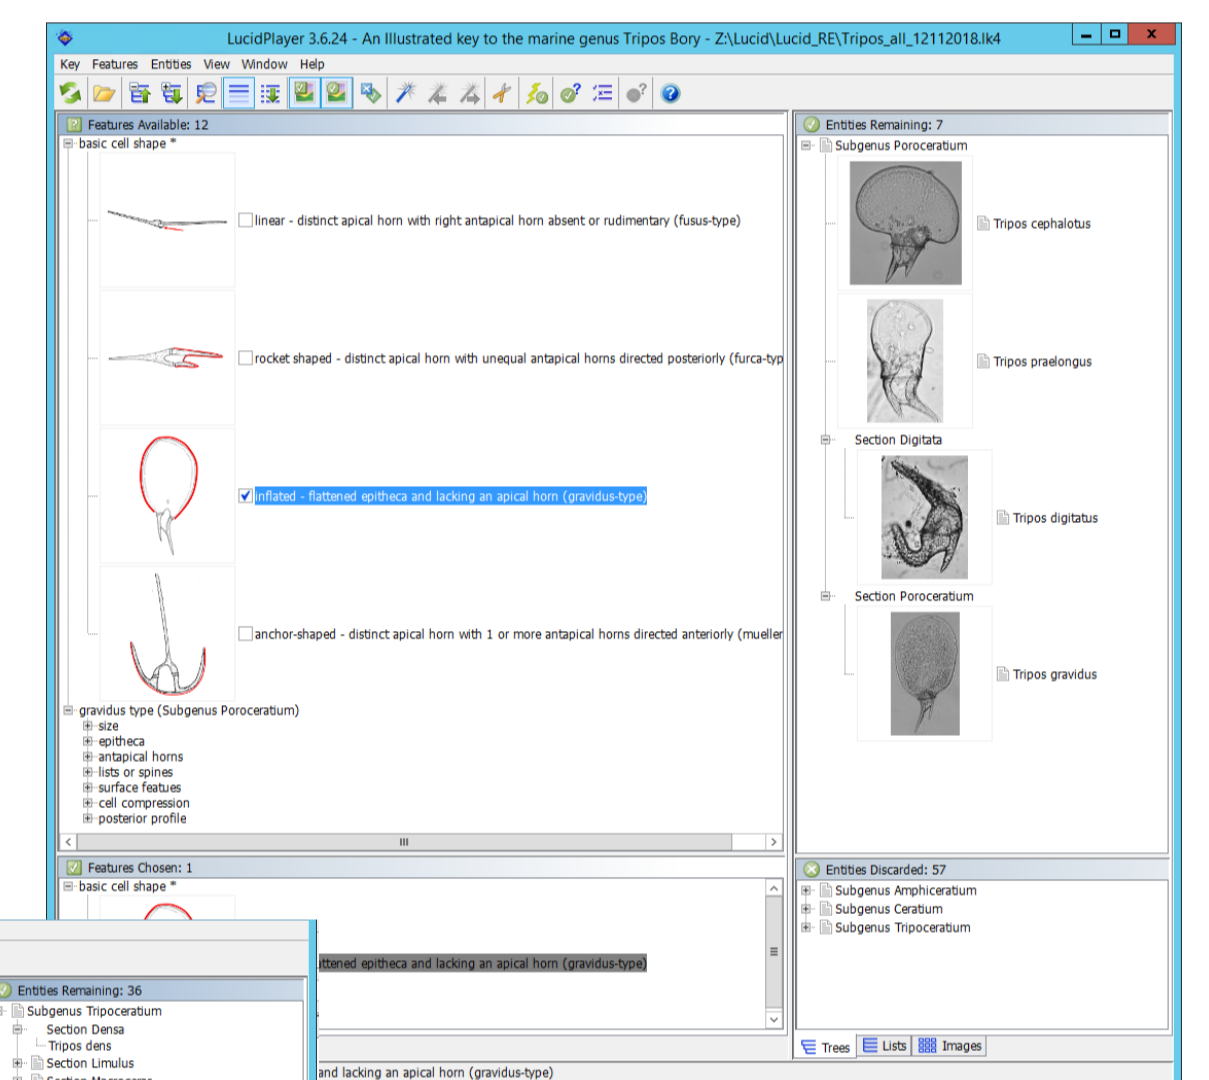 LucidPlayer 3.6.24 - An Illustrated key to the marine genus Tripos Bory - Z:\Lucid\Lucid_RE\Tripos_all_12112018.lk4
Key Features Entities View Window Help
Features Available: 12
basic cell shape *
linear - distinct apical horn with right antapical horn absent or rudimentary (fusus-type)
rocket shaped - distinct apical horn with unequal antapical horns directed posteriorly (furca-typ
inflated - flattened epitheca and lacking an apical horn (gravidus-type)
anchor-shaped - distinct apical horn with 1 or more antapical horns directed anteriorly (mueller
gravidus type (Subgenus Poroceratium)
size
epitheca
antapical horns
lists or spines
surface featues
cell compression
posterior profile
Entities Remaining: 7
Subgenus Poroceratium
Tripos cephalotus
Tripos praelongus
Section Digitata
Tripos digitatus
Section Poroceratium
Tripos gravidus
Features Chosen: 1
basic cell shape *
ttened epitheca and lacking an apical horn (gravidus-type)
Entities Discarded: 57
Subgenus Amphiceratium
Subgenus Ceratium
Subgenus Tripoceratium
Trees Lists Images
and lacking an apical horn (gravidus-type)
Entities Remaining: 36
Subgenus Tripoceratium
Section Densa
Tripos dens
Section Limulus